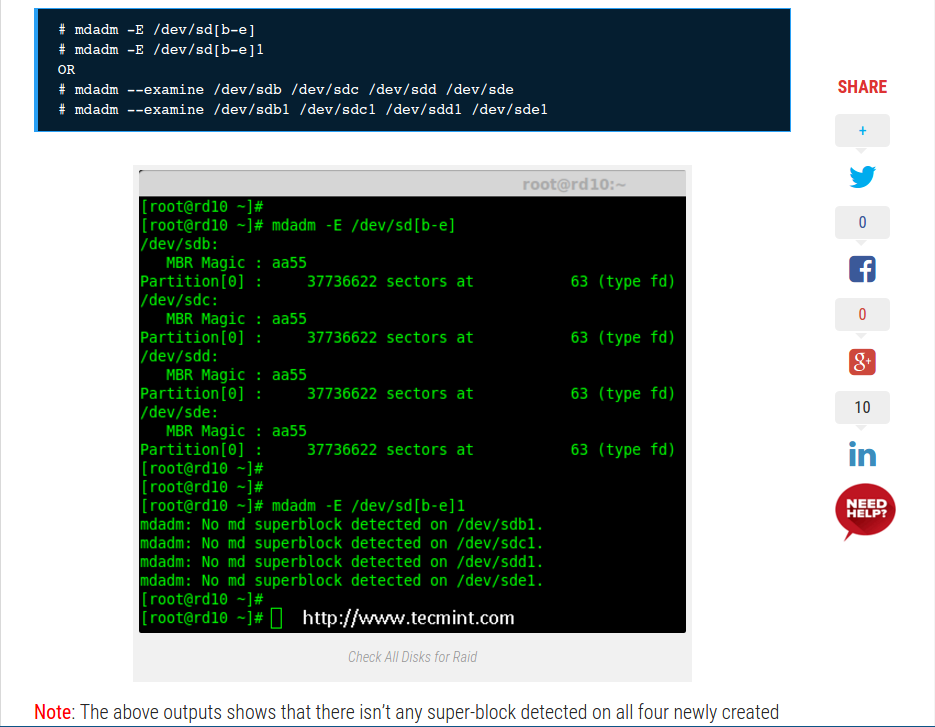 # mdadm -E /dev/sd[b-e]
# mdadm -E /dev/sd[b-e]1
OR
# mdadm --examine /dev/sdb /dev/sdc /dev/sdd /dev/sde
# mdadm --examine /dev/sdb1 /dev/sdc1 /dev/sdd1 /dev/sde1
root@rd10:~
[root@rd10 ~]#
[root@rd10 ~]# mdadm -E /dev/sd[b-e]
/dev/sdb:
MBR Magic : aa55
Partition[0] : 37736622 sectors at 63 (type fd)
/dev/sdc:
MBR Magic : aa55
Partition[0] : 37736622 sectors at 63 (type fd)
/dev/sdd:
MBR Magic : aa55
Partition[0] : 37736622 sectors at 63 (type fd)
/dev/sde:
MBR Magic : aa55
Partition[0] : 37736622 sectors at 63 (type fd)
[root@rd10 ~]#
[root@rd10 ~]#
[root@rd10 ~]# mdadm -E /dev/sd[b-e]1
mdadm: No md superblock detected on /dev/sdb1.
mdadm: No md superblock detected on /dev/sdc1.
mdadm: No md superblock detected on /dev/sdd1.
mdadm: No md superblock detected on /dev/sde1.
[root@rd10 ~]#
[root@rd10 ~]# http://www.tecmint.com
Check All Disks for Raid
Note: The above outputs shows that there isn't any super-block detected on all four newly created
SHARE
+
0
0
g+
10
in
NEED
HELP?